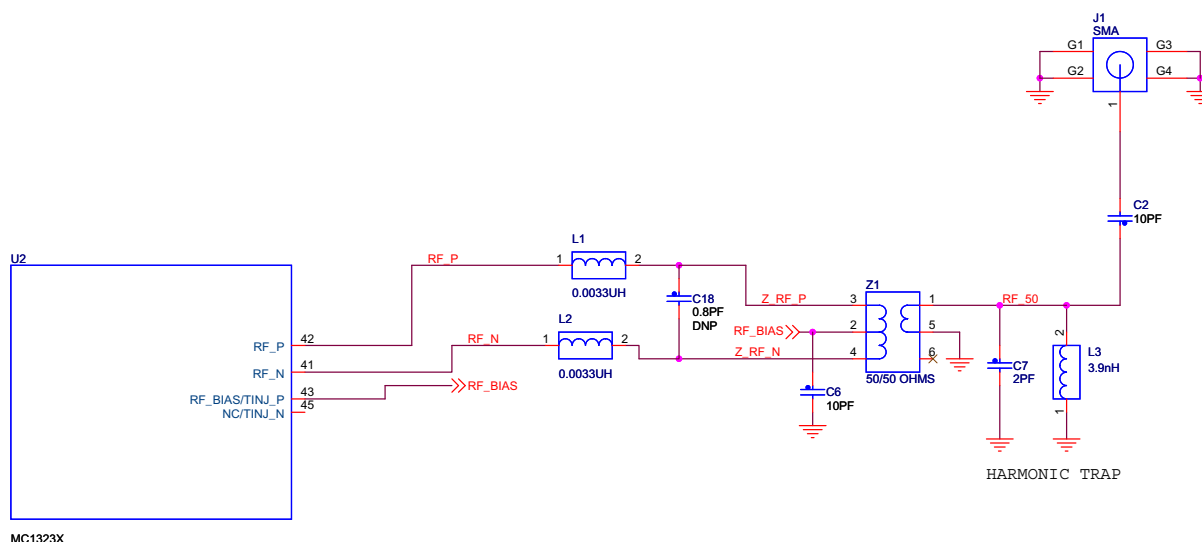 J1
SMA
G1
G3
G2
G4
1
C2
10PF
U2
L1
RF_P
1
2
0.0033UH
C18
0.8PF
DNP
Z_RF_P
Z1
3
1
RF_50
RF_BIAS
2
5
L2
RF_N
1
2
0.0033UH
Z_RF_N
4
6
50/50 OHMS
42
RF_P
41
RF_N
43
RF_BIAS/TINJ_P
RF_BIAS
45
NC/TINJ_N
C6
10PF
C7
2PF
2
L3
3.9nH
1
HARMONIC TRAP
MC1323X